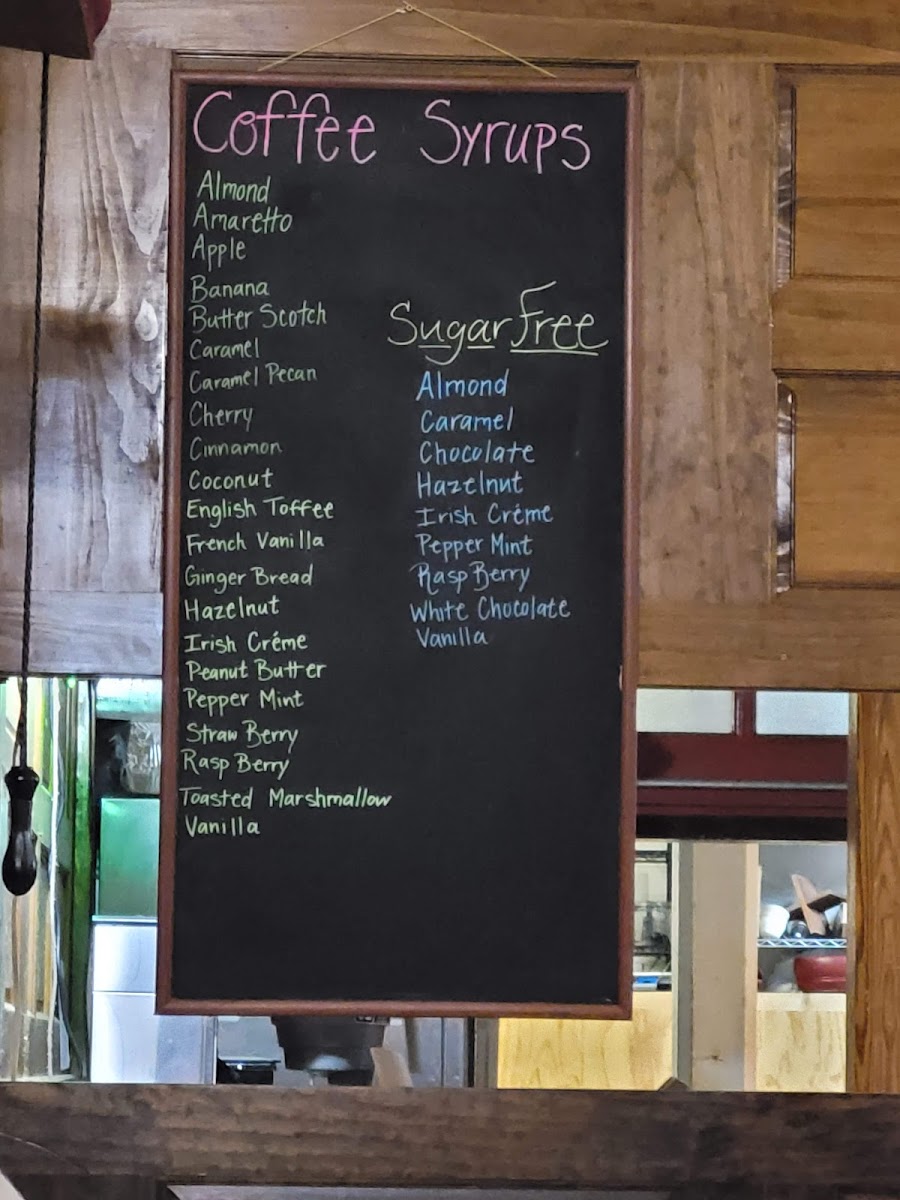 Coffee Syrups
Almond
Amaretto
Apple
Banana
Butter Scotch
Caramel
Caramel Pecan
Cherry
Cinnamon
Coconut
English Toffee
French Vanilla
Ginger Bread
Hazelnut
Irish Créme
Peanut Butter
Pepper Mint
Straw Berry
Rasp Berry
Toasted Marshmallow
Vanilla
Sugar Free
Almond
Caramel
Chocolate
Hazelnut
Irish Créme
Pepper Mint
Rasp Berry
White Chocolate
Vanilla